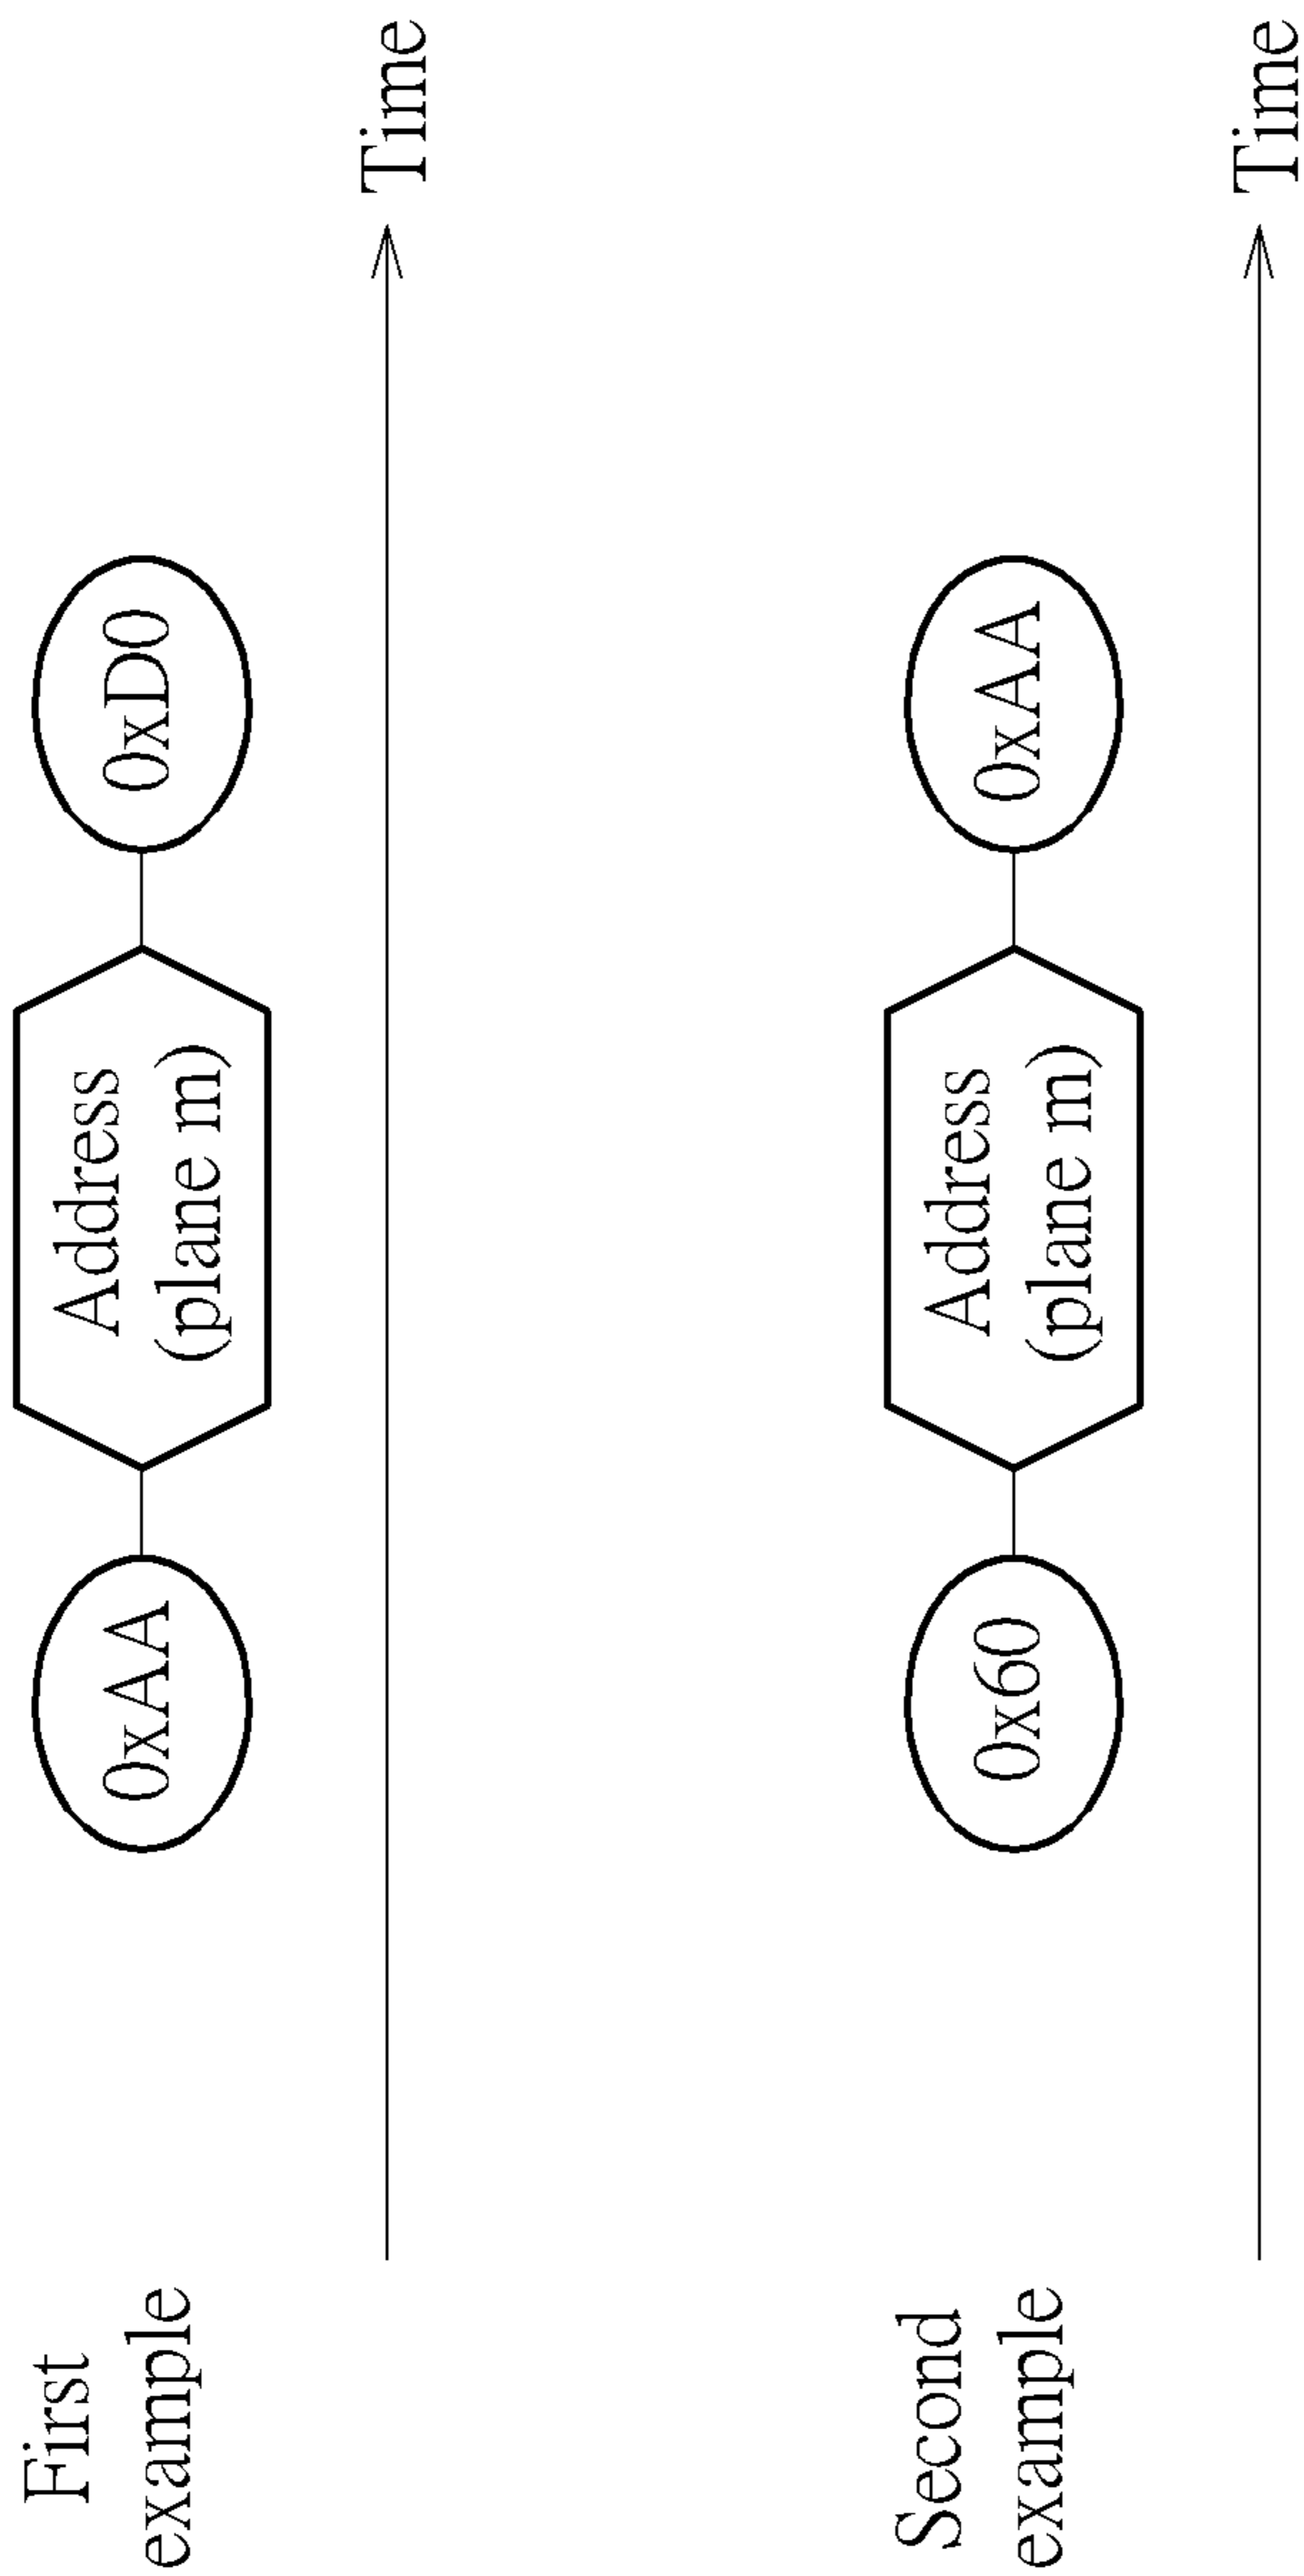 First
example
0xAA
Address
(plane m)
0xD0
Time
Second
example
0x60
Address
(plane m)
0xAA
Time